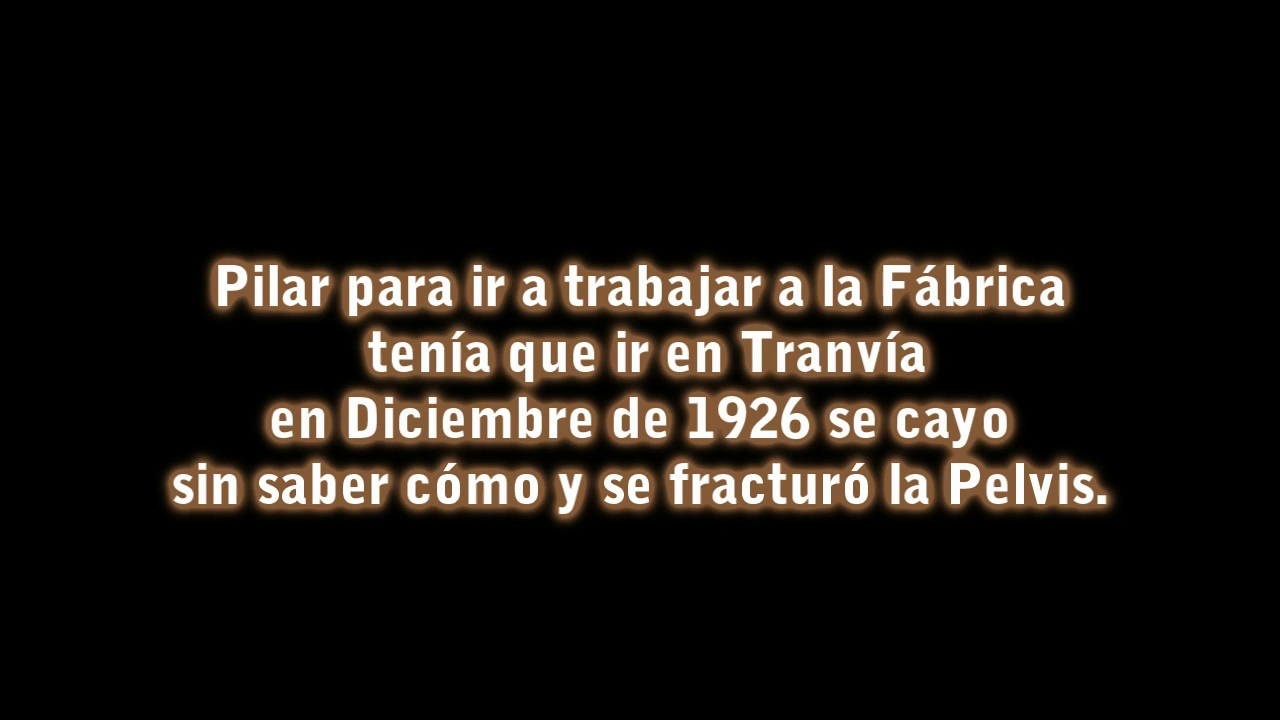 Pilar para ir a trabajar a la Fábrica
tenía que ir en Tranvía
en Diciembre de 1926 se cayo
sin saber cómo y se fracturó la Pelvis.